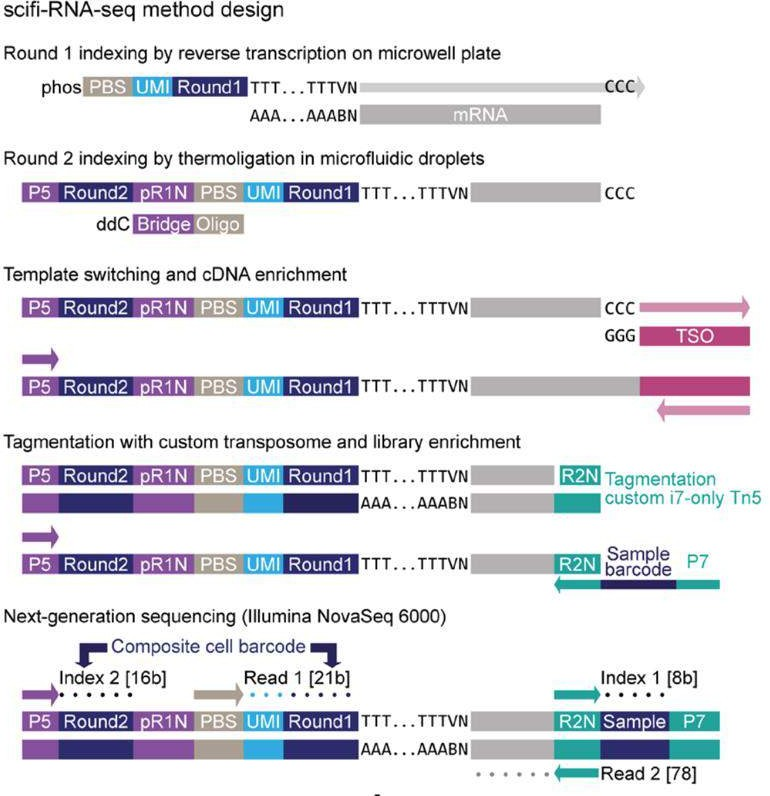 scifi-RNA-seq method design
Round 1 indexing by reverse transcription on microwell plate
phos PBS UMI Round1 TTT...TTTVN CCC
AAA...AAABN mRNA
Round 2 indexing by thermoligation in microfluidic droplets
P5 Round2 pR1N PBS UMI Round1 TTT...TTTVN CCC
ddC Bridge Oligo
Template switching and cDNA enrichment
P5 Round2 pR1N PBS UMI Round1 TTT...TTTVN CCC
GGG TSO
P5 Round2 pR1N PBS UMI Round1 TTT...TTTVN
Tagmentation with custom transposome and library enrichment
P5 Round2 pR1N PBS UMI Round1 TTT...TTTVN R2N Tagmentation
AAA...AAABN custom i7-only Tn5
P5 Round2 pR1N PBS UMI Round1 TTT...TTTVN R2N Sample barcode P7
Next-generation sequencing (Illumina NovaSeq 6000)
Composite cell barcode
Index 2 [16b] Read 1 [21b] Index 1 [8b]
P5 Round2 pR1N PBS UMI Round1 TTT...TTTVN R2N Sample P7
AAA...AAABN
Read 2 [78]